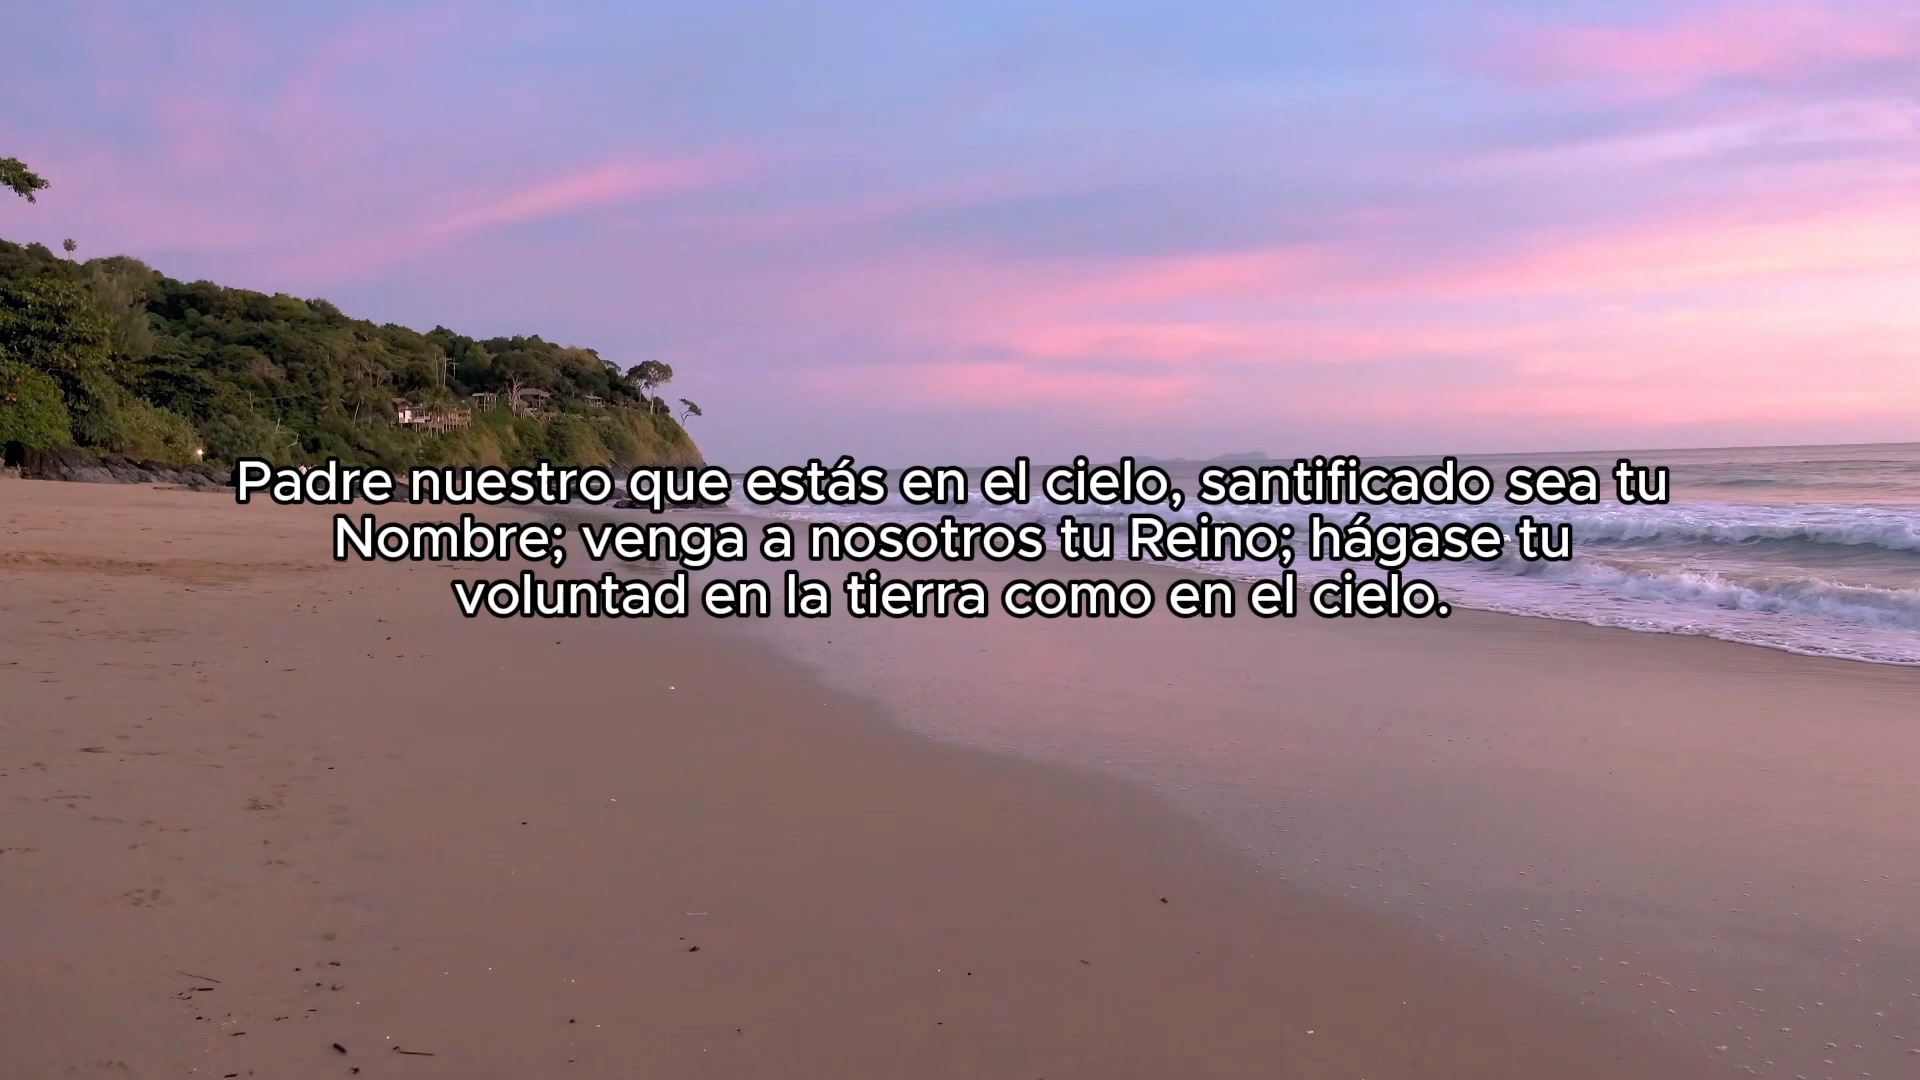 Padre nuestro que estás en el cielo, santificado sea tu
Nombre; venga a nosotros tu Reino; hágase tu
voluntad en la tierra como en el cielo.